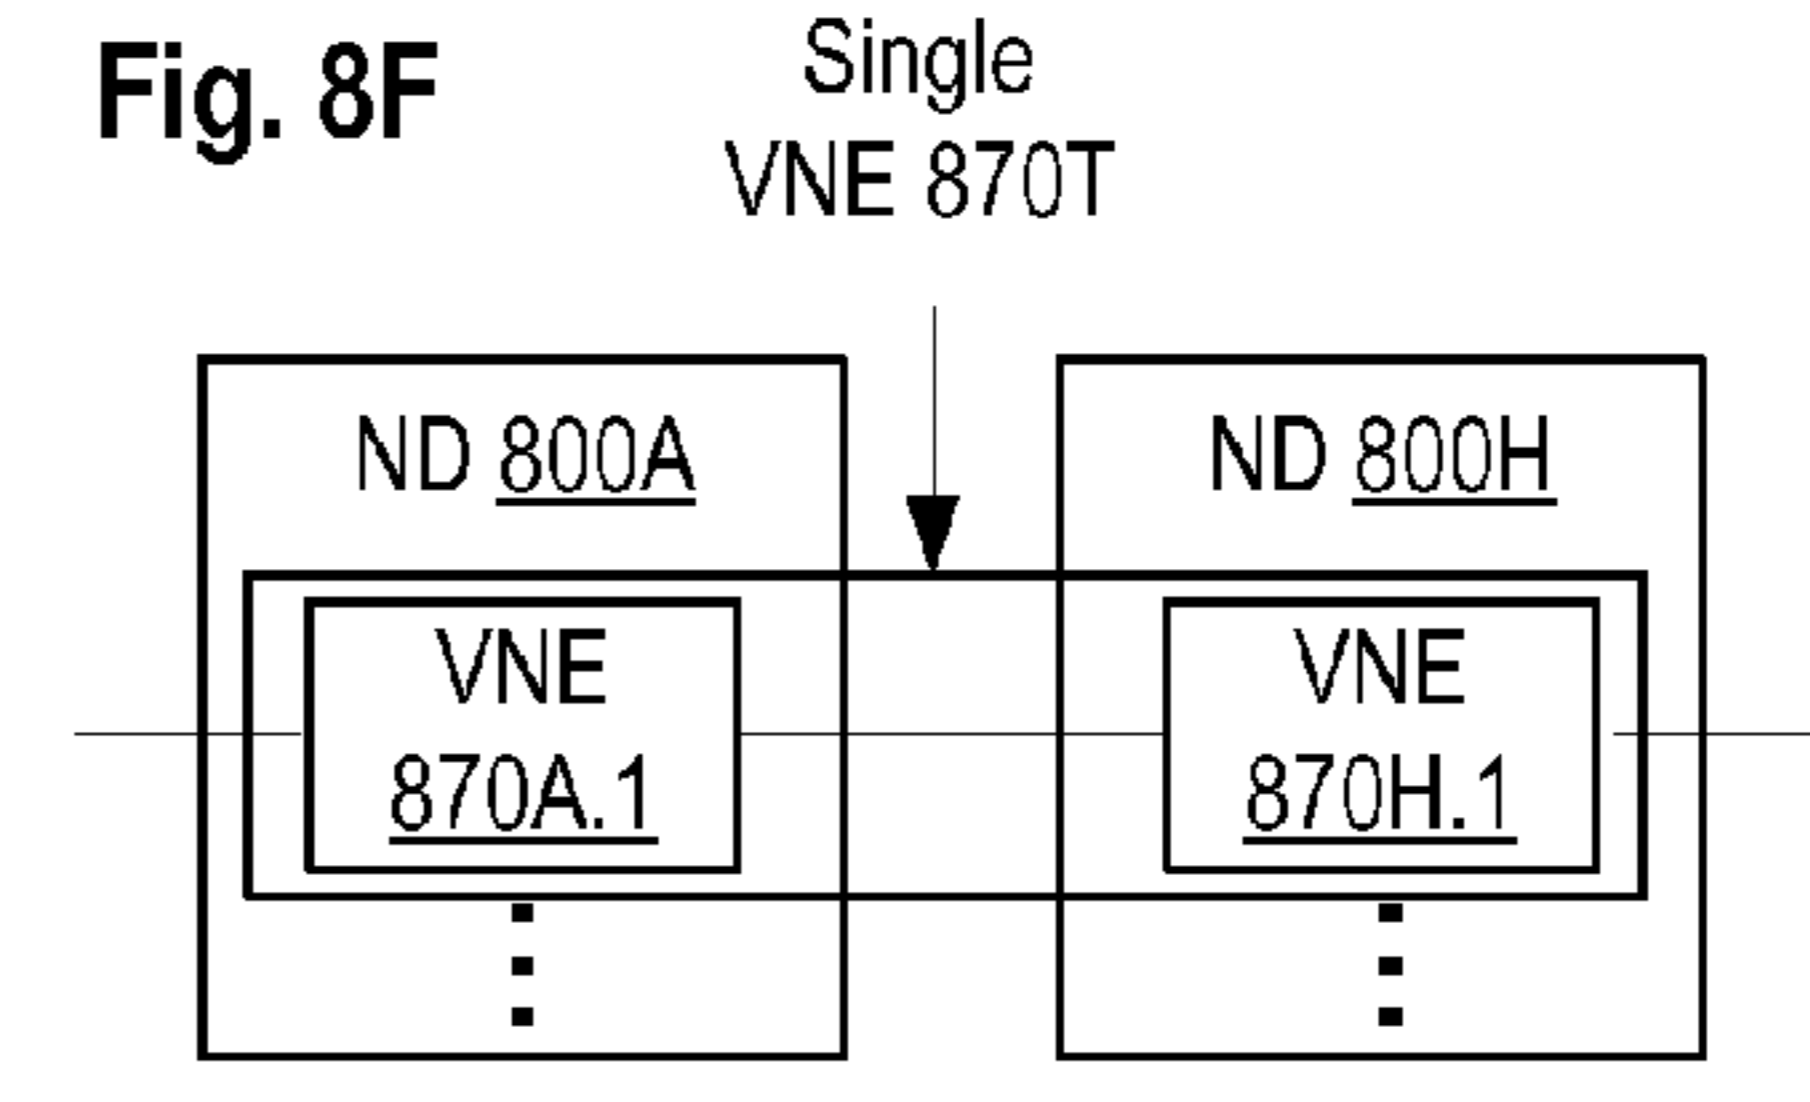 Fig. 8F
Single
VNE 870T
ND 800A
ND 800H
VNE
870A.1
VNE
870H.1